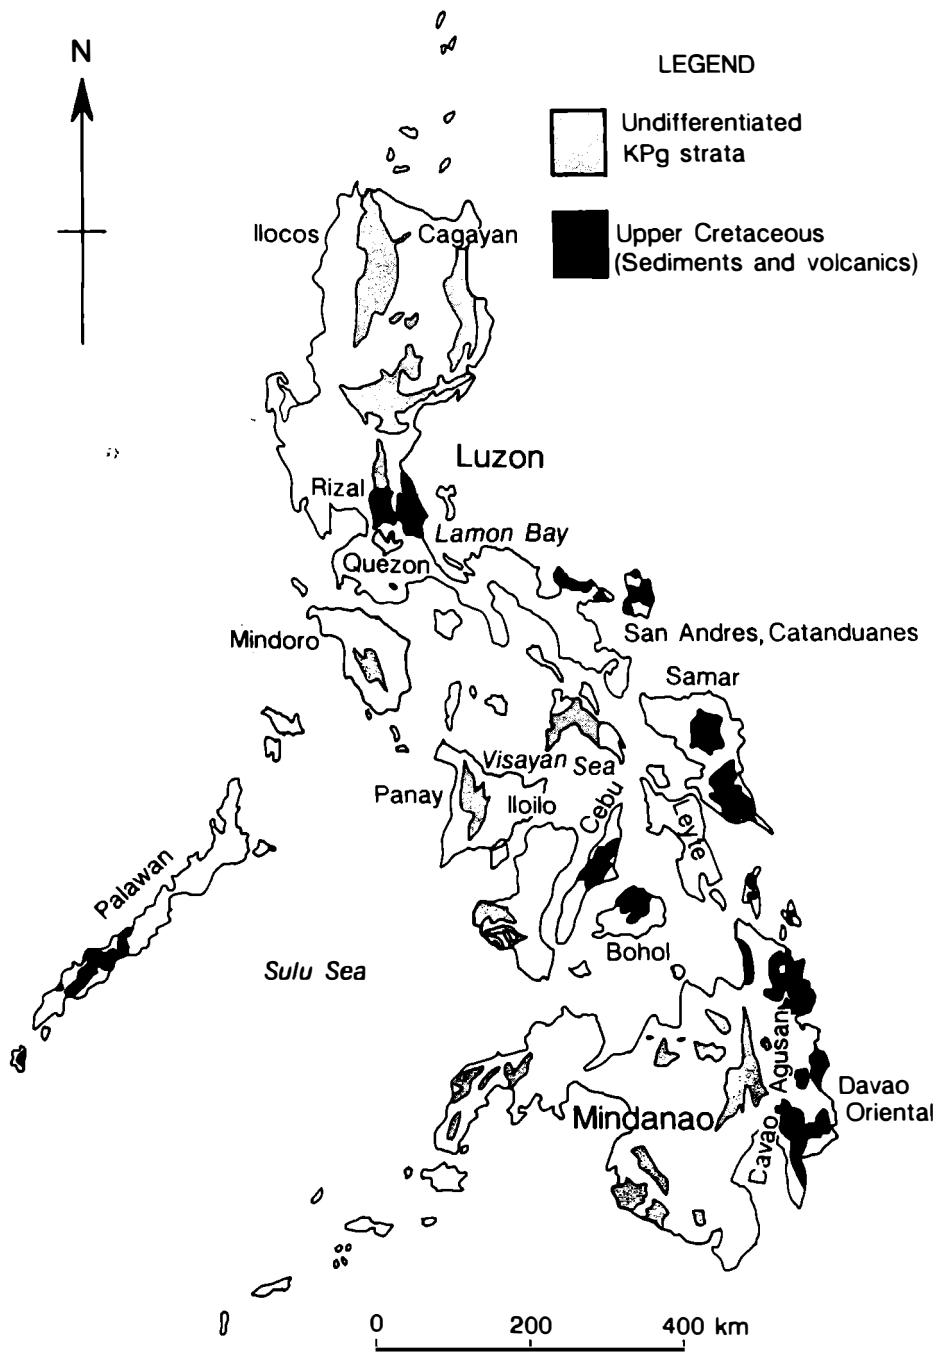 N
LEGEND
Undifferentiated
KPg strata
Upper Cretaceous
(Sediments and volcanics)
Ilocos
Cagayan
Luzon
Rizal
Lamon Bay
Quezon
San Andres, Catanduanes
Mindoro
Samar
Visayan Sea
Panay
Iloilo
Cebu
Leyte
Palawan
Bohol
Sulu Sea
Agusan
Davao
Oriental
Mindanao
Davao
0 200 400 km